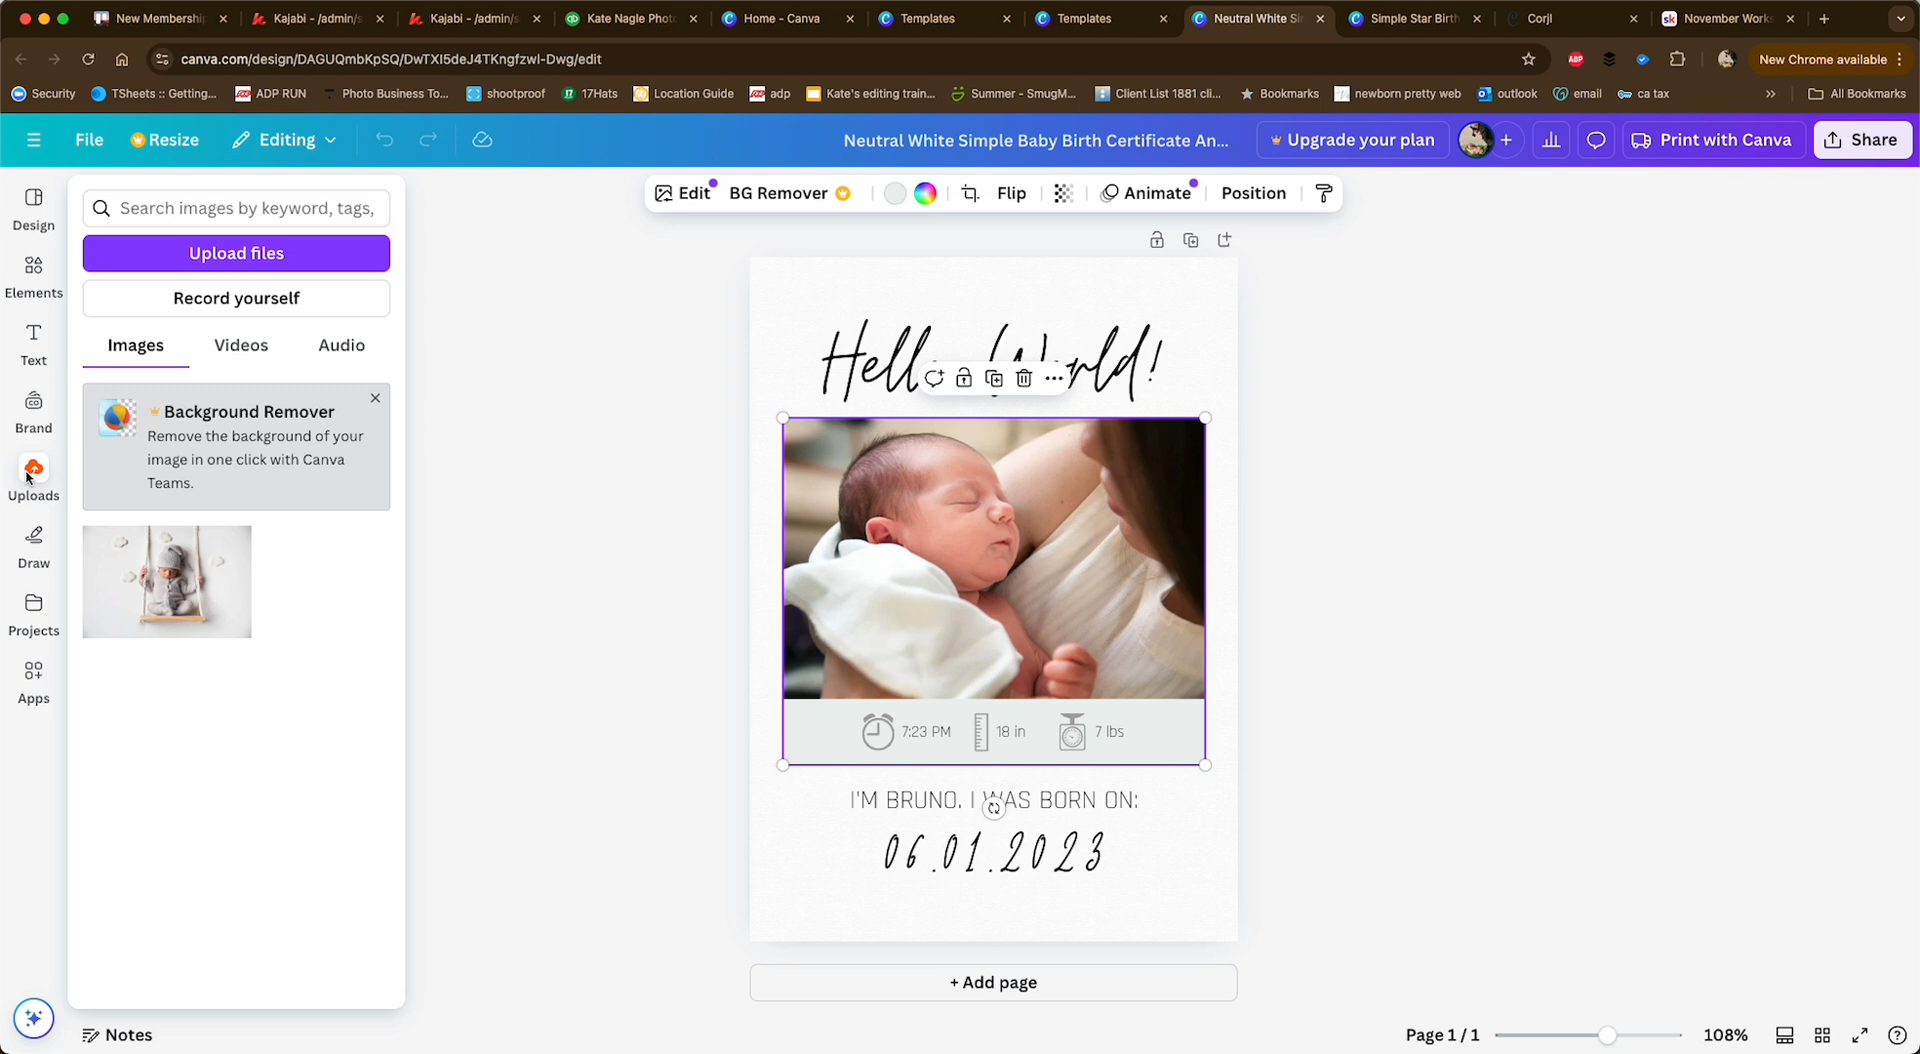 New Membership
Kajabi - /admin/s
Kajabi - /admin/s
Kate Nagle Phot
Home - Canva
Templates
Templates
Neutral White Si
Simple Star Birth
Corjl
November Works
canva.com/design/DAGUQmbKpSQ/DwTXI5deJ4TKngfzwI-Dwg/edit
ABP
New Chrome available
Security
TSheets :: Getting...
ADP RUN
Photo Business To...
shootproof
17Hats
Location Guide
adp
Kate's editing train...
Summer - SmugM...
Client List 1881 cli...
Bookmarks
newborn pretty web
outlook
email
ca tax
All Bookmarks
File
Resize
Editing
Neutral White Simple Baby Birth Certificate An...
Upgrade your plan
Print with Canva
Share
Design
Elements
Text
Brand
Uploads
Draw
Projects
Apps
Search images by keyword, tags,
Upload files
Record yourself
Images Videos Audio
Background Remover
Remove the background of your
image in one click with Canva
Teams.
Edit
BG Remover
Flip
Animate
Position
Hello World!
7:23 PM 18 in 7 lbs
I'M BRUNO. I WAS BORN ON:
06.01.2023
+ Add page
Notes
Page 1 / 1
108%